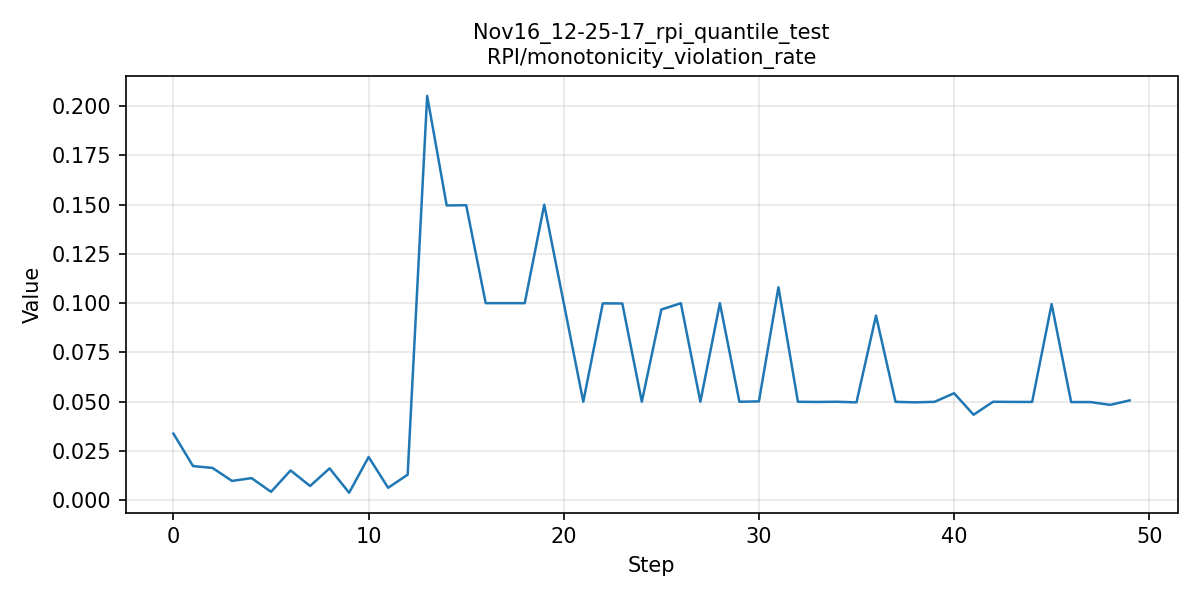 Nov16_12-25-17_rpi_quantile_test
RPI/monotonicity_violation_rate
0.200
0.175
0.150
0.125
0.100
0.075
0.050
0.025
0.000
Value
0 10 20 30 40 50
Step